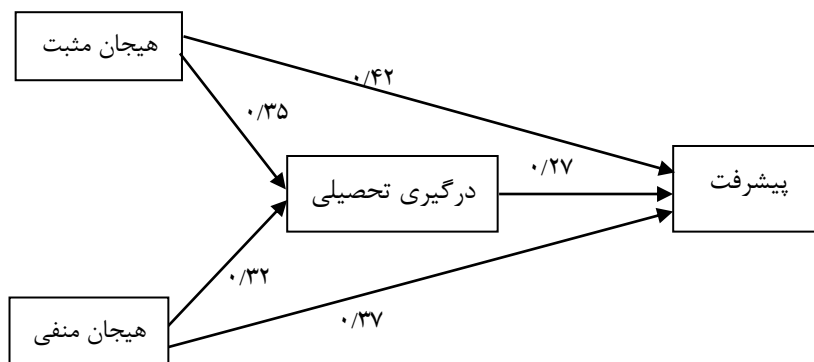 هیجان مثبت
۰/۴۲
۰/۳۵
درگیری تحصیلی
۰/۲۷
پیشرفت
۰/۳۲
هیجان منفی
۰/۳۷